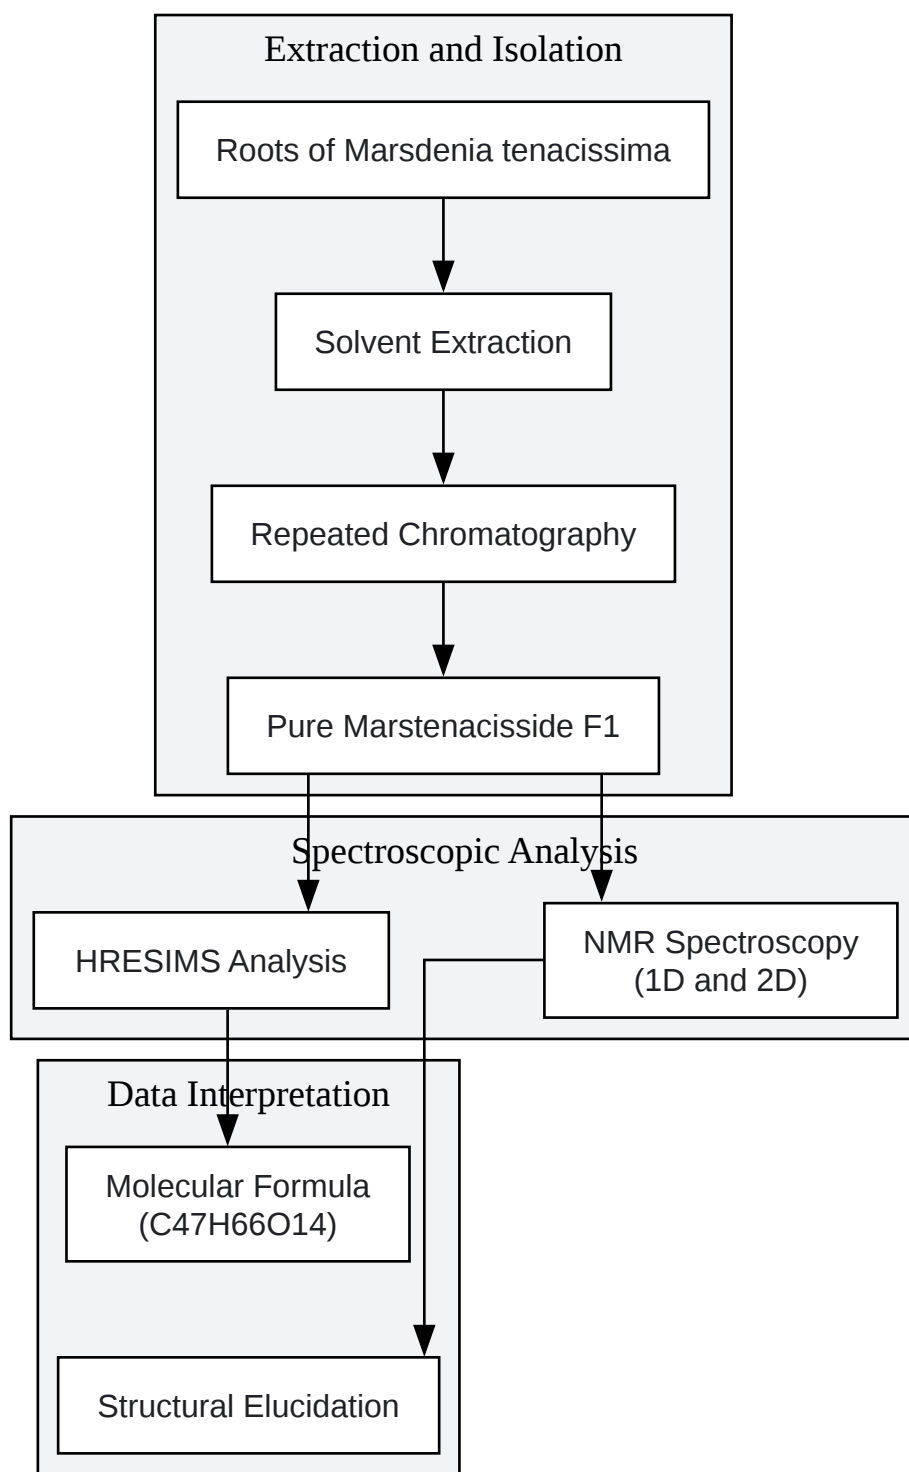 Extraction and Isolation
Roots of Marsdenia tenacissima
Solvent Extraction
Repeated Chromatography
Pure Marstenacisside F1
Spectroscopic Analysis
HRESIMS Analysis
NMR Spectroscopy
(1D and 2D)
Data Interpretation
Molecular Formula
(C47H66O14)
Structural Elucidation